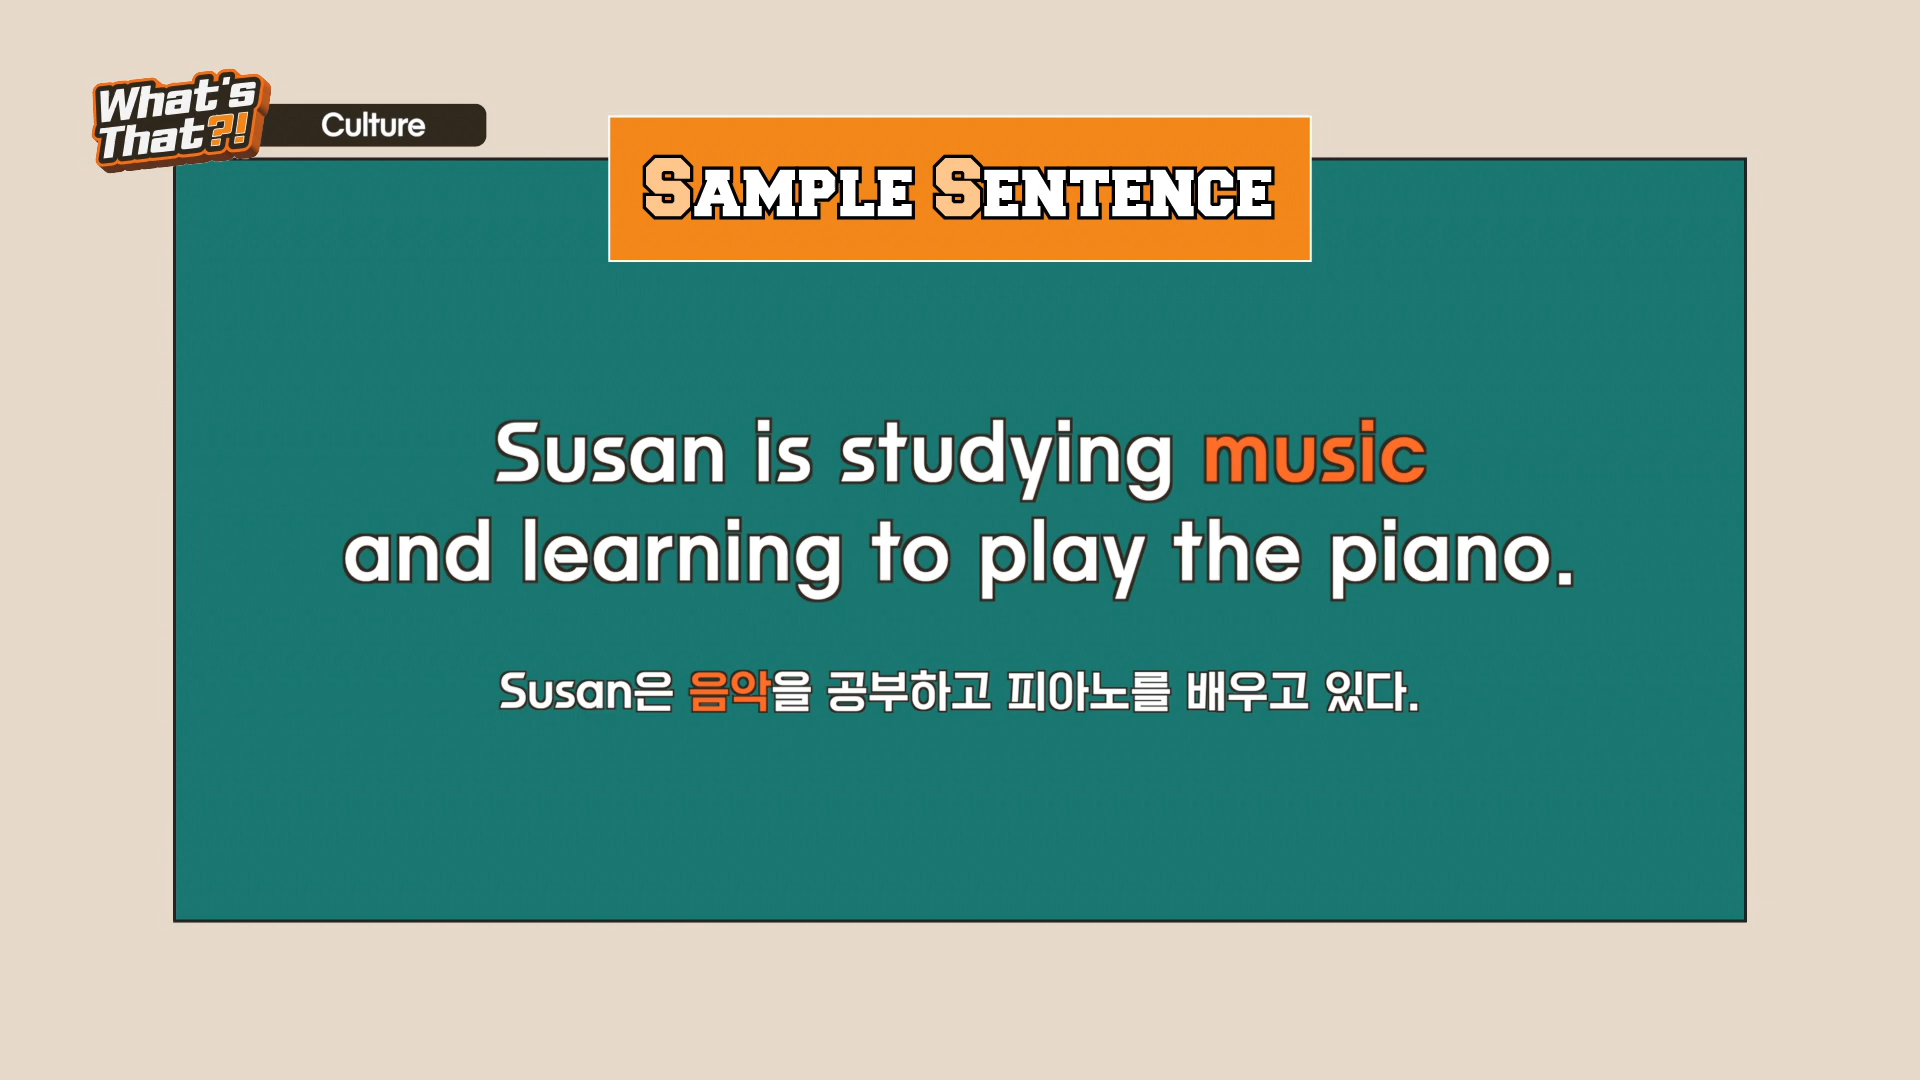 What's
That?!
Culture
SAMPLE SENTENCE
Susan is studying music
and learning to play the piano.
Susan은 음악을 공부하고 피아노를 배우고 있다.